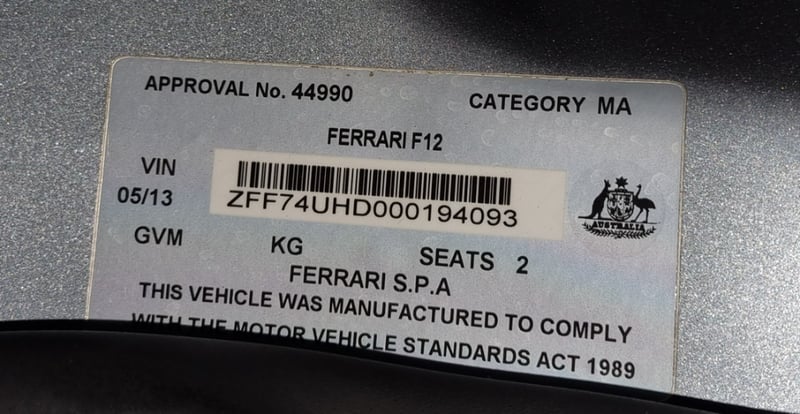 APPROVAL No. 44990 CATEGORY MA
FERRARI F12
VIN
05/13
ZFF74UHD000194093
AUSTRALIA
GVM KG SEATS 2
FERRARI S.P.A
THIS VEHICLE WAS MANUFACTURED TO COMPLY
WITH THE MOTOR VEHICLE STANDARDS ACT 1989